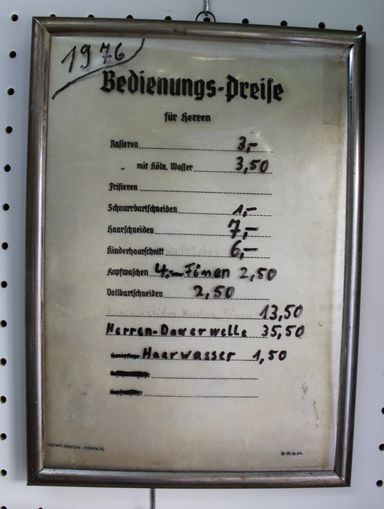 1976
Bedienungs-Preise
für Herren
Rasieren 3,-
„ mit Köln. Wasser 3,50
Frisieren
Schnurrbartschneiden 1,-
Haarschneiden 7,-
Kinderhaarschnitt 6,-
Kopfwaschen 4,- Fönen 2,50
Vollbartschneiden 2,50
13,50
Herren-Dauerwelle 35,50
Haarwasser 1,50
D.R.G.M.